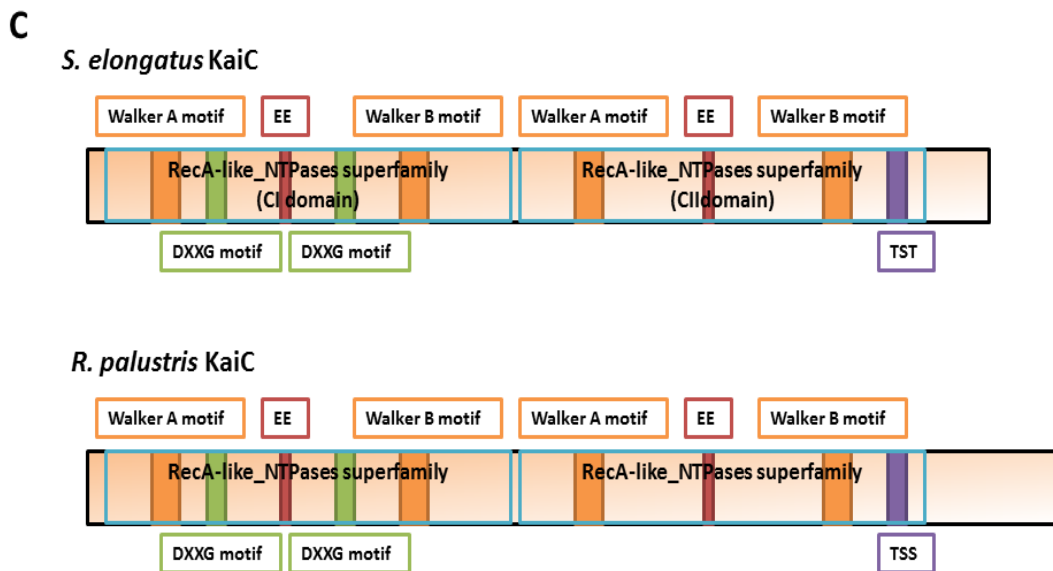 C
S. elongatus KaiC
Walker A motif EE Walker B motif Walker A motif EE Walker B motif
RecA-like_NTPases superfamily RecA-like_NTPases superfamily
(CI domain) (CIIdomain)
DXXG motif DXXG motif TST
R. palustris KaiC
Walker A motif EE Walker B motif Walker A motif EE Walker B motif
RecA-like_NTPases superfamily RecA-like_NTPases superfamily
DXXG motif DXXG motif TSS